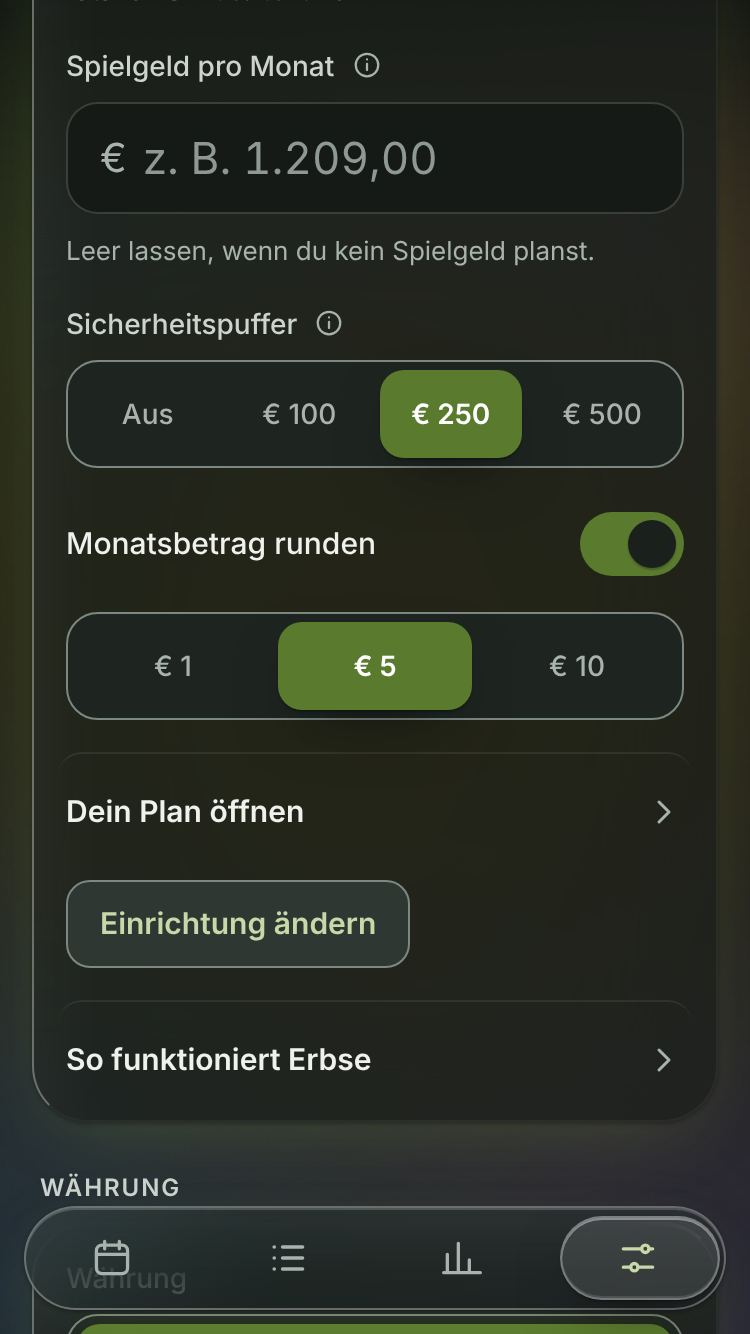 Spielgeld pro Monat
€ z. B. 1.209,00
Leer lassen, wenn du kein Spielgeld planst.
Sicherheitspuffer
Aus € 100 € 250 € 500
Monatsbetrag runden
€ 1 € 5 € 10
Dein Plan öffnen
Einrichtung ändern
So funktioniert Erbse
WÄHRUNG
Währung